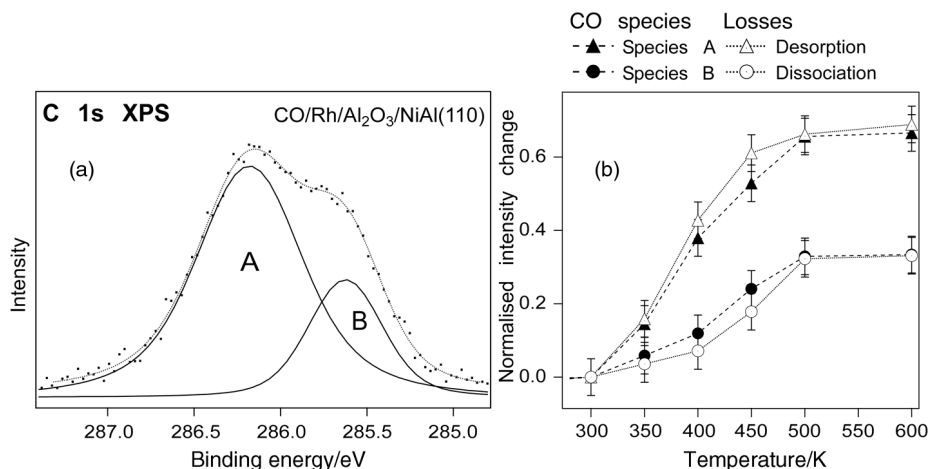 CO species Losses
Species A Desorption
Species B Dissociation
C 1s XPS CO/Rh/Al2O3/NiAl(110)
(a)
A
B
Intensity
287.0 286.5 286.0 285.5 285.0
Binding energy/eV
(b)
Normalised intensity change
0.6
0.4
0.2
0.0
300 350 400 450 500 550 600
Temperature/K